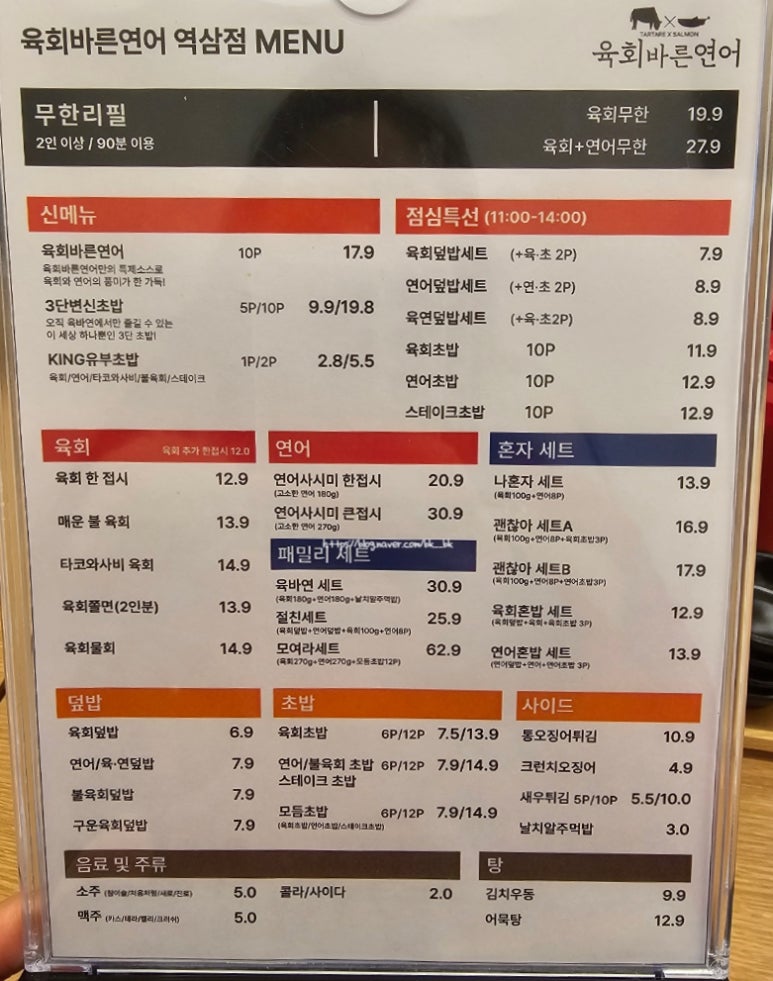 육회바른연어 역삼점 MENU
TARTARE X SALMON
육회바른연어
무한리필
2인 이상 / 90분 이용
육회무한 19.9
육회+연어무한 27.9
신메뉴
육회바른연어 10P 17.9
육회바른연어만의 특제소스로
육회와 연어의 풍미가 한 가득!
3단변신초밥 5P/10P 9.9/19.8
오직 육바연에서만 즐길 수 있는
이 세상 하나뿐인 3단 초밥!
KING유부초밥 1P/2P 2.8/5.5
육회/연어/타코와사비/불육회/스테이크
점심특선 (11:00-14:00)
육회덮밥세트 (+육·초 2P) 7.9
연어덮밥세트 (+연·초 2P) 8.9
육연덮밥세트 (+육·초2P) 8.9
육회초밥 10P 11.9
연어초밥 10P 12.9
스테이크초밥 10P 12.9
육회 육회 추가 한접시 12.0
육회 한 접시 12.9
매운 불 육회 13.9
타코와사비 육회 14.9
육회쫄면(2인분) 13.9
육회물회 14.9
연어
연어사시미 한접시 20.9
(고소한 연어 180g)
연어사시미 큰접시 30.9
(고소한 연어 270g)
https://blog.naver.com/bk_bk
패밀리 세트
육바연 세트 30.9
(육회180g+연어180g+날치알주먹밥)
절친세트 25.9
(육회덮밥+연어덮밥+육회100g+연어8P)
모여라세트 62.9
(육회270g+연어270g+모듬초밥12P)
혼자 세트
나혼자 세트 13.9
(육회100g+연어8P)
괜찮아 세트A 16.9
(육회100g+연어8P+육회초밥3P)
괜찮아 세트B 17.9
(육회100g+연어8P+연어초밥3P)
육회혼밥 세트 12.9
(육회덮밥+육회+육회초밥 3P)
연어혼밥 세트 13.9
(연어덮밥+연어+연어초밥 3P)
덮밥
육회덮밥 6.9
연어/육·연덮밥 7.9
불육회덮밥 7.9
구운육회덮밥 7.9
초밥
육회초밥 6P/12P 7.5/13.9
연어/불육회 초밥 6P/12P 7.9/14.9
스테이크 초밥
모듬초밥 6P/12P 7.9/14.9
(육회초밥/연어초밥/스테이크초밥)
사이드
통오징어튀김 10.9
크런치오징어 4.9
새우튀김 5P/10P 5.5/10.0
날치알주먹밥 3.0
음료 및 주류
소주 (참이슬/처음처럼/새로/진로) 5.0
맥주 (카스/테라/켈리/크러쉬) 5.0
콜라/사이다 2.0
탕
김치우동 9.9
어묵탕 12.9